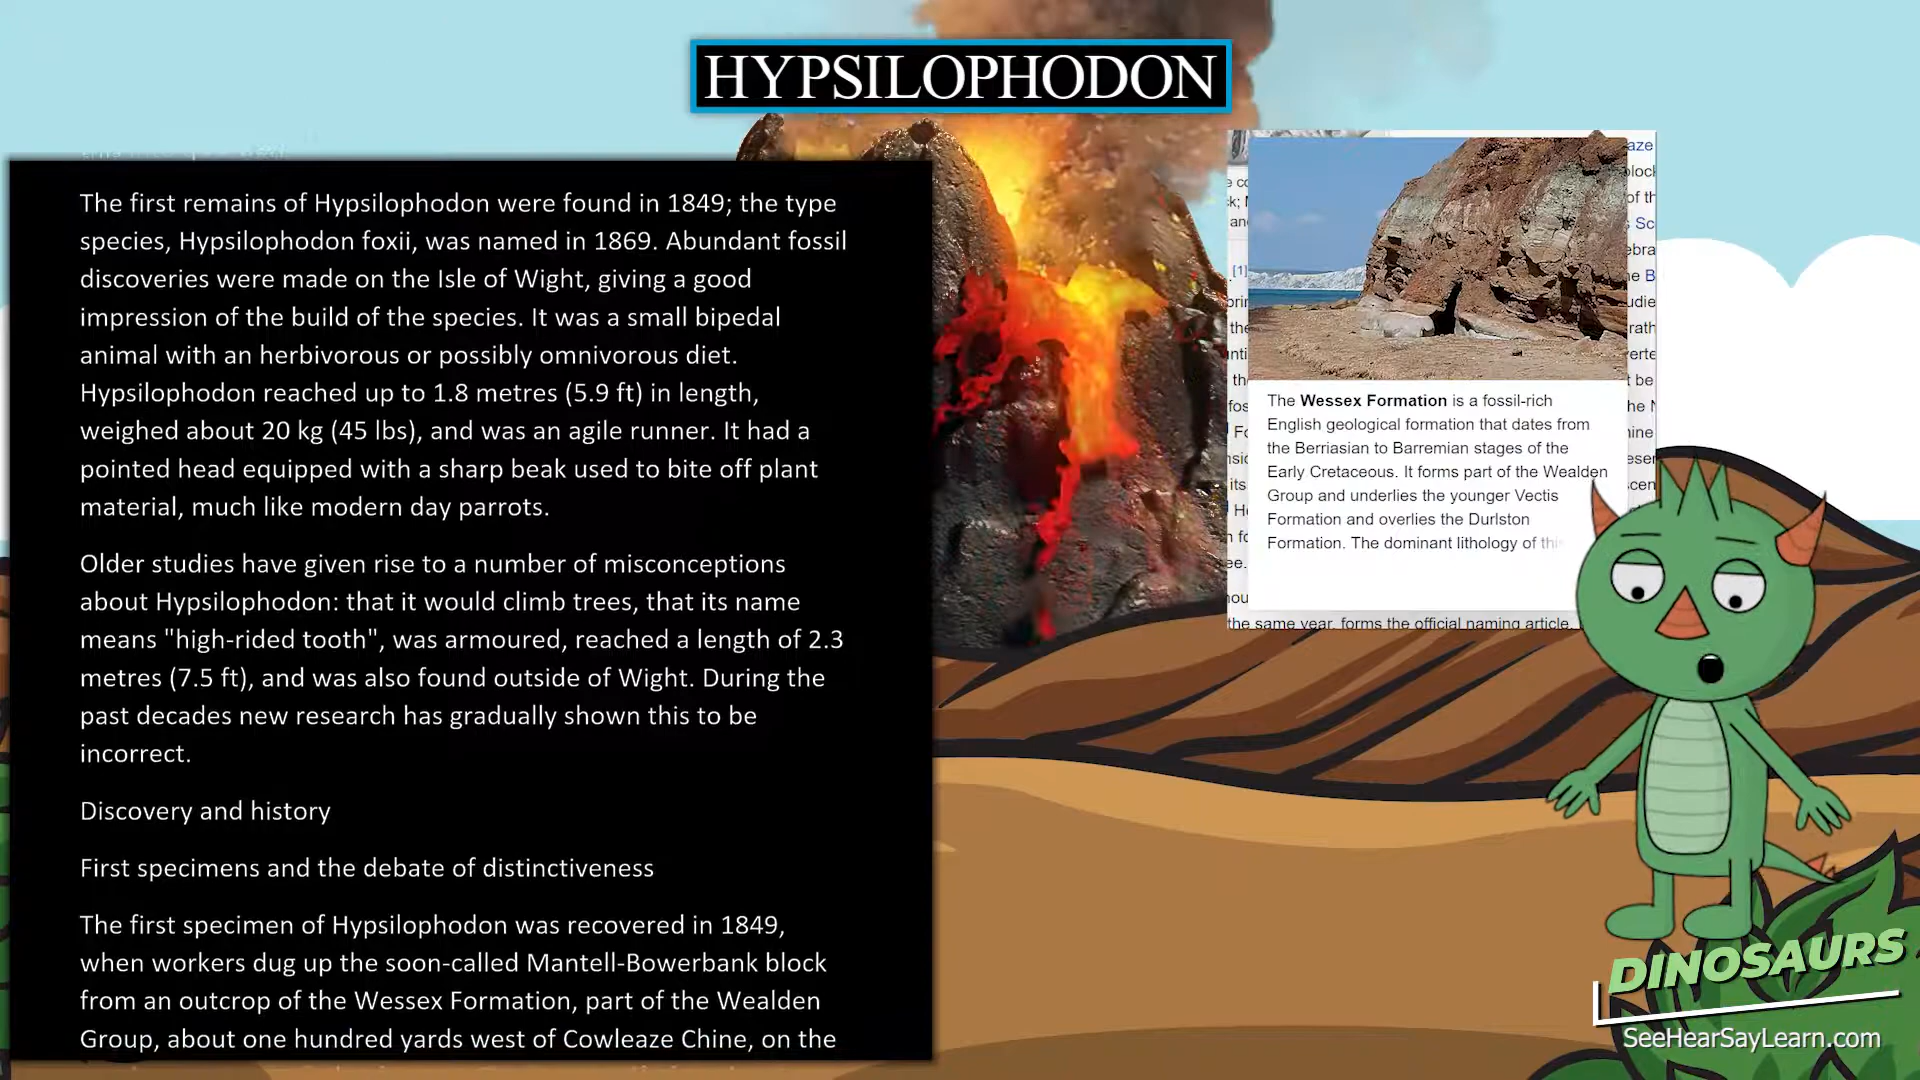 HYPSILOPHODON
The first remains of Hypsilophodon were found in 1849; the type
species, Hypsilophodon foxii, was named in 1869. Abundant fossil
discoveries were made on the Isle of Wight, giving a good
impression of the build of the species. It was a small bipedal
animal with an herbivorous or possibly omnivorous diet.
Hypsilophodon reached up to 1.8 metres (5.9 ft) in length,
weighed about 20 kg (45 lbs), and was an agile runner. It had a
pointed head equipped with a sharp beak used to bite off plant
material, much like modern day parrots.
Older studies have given rise to a number of misconceptions
about Hypsilophodon: that it would climb trees, that its name
means "high-rided tooth", was armoured, reached a length of 2.3
metres (7.5 ft), and was also found outside of Wight. During the
past decades new research has gradually shown this to be
incorrect.
Discovery and history
First specimens and the debate of distinctiveness
The first specimen of Hypsilophodon was recovered in 1849,
when workers dug up the soon-called Mantell-Bowerbank block
from an outcrop of the Wessex Formation, part of the Wealden
Group, about one hundred yards west of Cowleaze Chine, on the
The Wessex Formation is a fossil-rich
English geological formation that dates from
the Berriasian to Barremian stages of the
Early Cretaceous. It forms part of the Wealden
Group and underlies the younger Vectis
Formation and overlies the Durlston
Formation. The dominant lithology of this
the same year, forms the official naming article.
DINOSAURS
SeeHearSayLearn.com